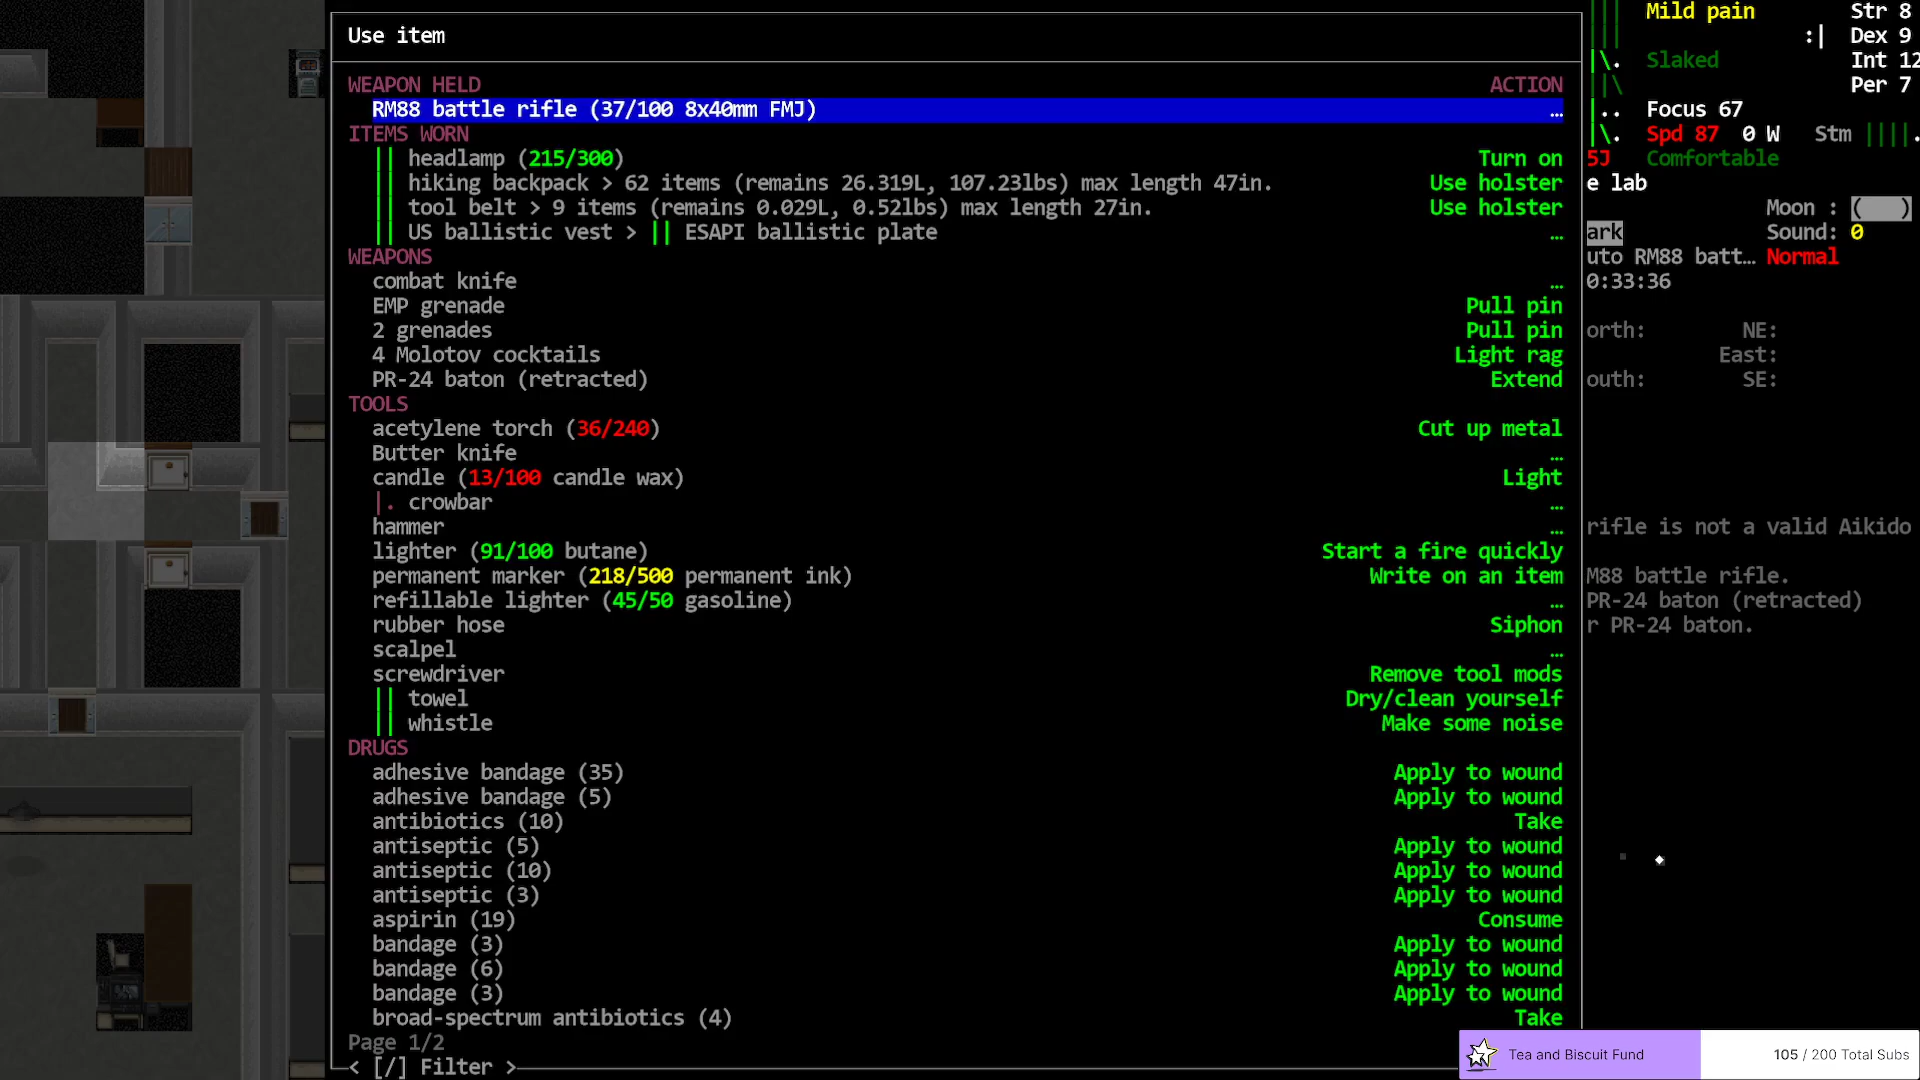 Use item
WEAPON HELD ACTION
RM88 battle rifle (37/100 8x40mm FMJ) …
ITEMS WORN
|| headlamp (215/300) Turn on
|| hiking backpack > 62 items (remains 26.319L, 107.23lbs) max length 47in. Use holster
|| tool belt > 9 items (remains 0.029L, 0.52lbs) max length 27in. Use holster
|| US ballistic vest > || ESAPI ballistic plate …
WEAPONS
combat knife …
EMP grenade Pull pin
2 grenades Pull pin
4 Molotov cocktails Light rag
PR-24 baton (retracted) Extend
TOOLS
acetylene torch (36/240) Cut up metal
Butter knife …
candle (13/100 candle wax) Light
|. crowbar …
hammer …
lighter (91/100 butane) Start a fire quickly
permanent marker (218/500 permanent ink) Write on an item
refillable lighter (45/50 gasoline) …
rubber hose Siphon
scalpel …
screwdriver Remove tool mods
|| towel Dry/clean yourself
|| whistle Make some noise
DRUGS
adhesive bandage (35) Apply to wound
adhesive bandage (5) Apply to wound
antibiotics (10) Take
antiseptic (5) Apply to wound
antiseptic (10) Apply to wound
antiseptic (3) Apply to wound
aspirin (19) Consume
bandage (3) Apply to wound
bandage (6) Apply to wound
bandage (3) Apply to wound
broad-spectrum antibiotics (4) Take
Page 1/2
< [/] Filter >
||| Mild pain Str 8
||| :| Dex 9
|\. Slaked Int 12
||\ Per 7
|.. Focus 67
|\. Spd 87 0 W Stm ||||.
5J Comfortable
e lab
Moon : ( )
ark Sound: 0
uto RM88 batt… Normal
0:33:36
orth: NE:
East:
outh: SE:
rifle is not a valid Aikido
M88 battle rifle.
PR-24 baton (retracted)
r PR-24 baton.
Tea and Biscuit Fund 105 / 200 Total Subs